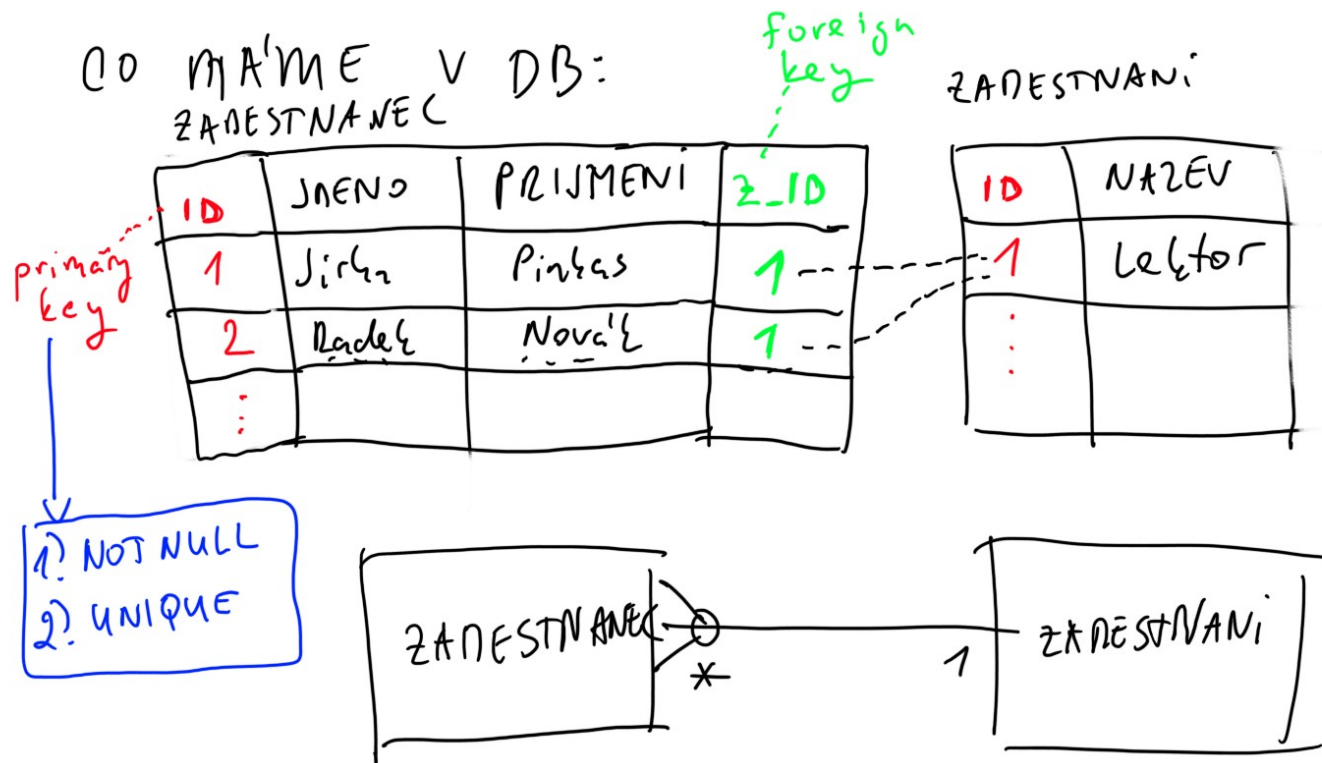 CO MÁME V DB:
foreign
key
ZAMESTNANEC
ZAMESTNANI
ID JMENO PRIJMENI Z_ID
ID NAZEV
primary
key
1 Jirka Pinkas 1
1 Lektor
2 Radek Novák 1
1) NOT NULL
2) UNIQUE
ZAMESTNANEC
*
1
ZAMESTNANI